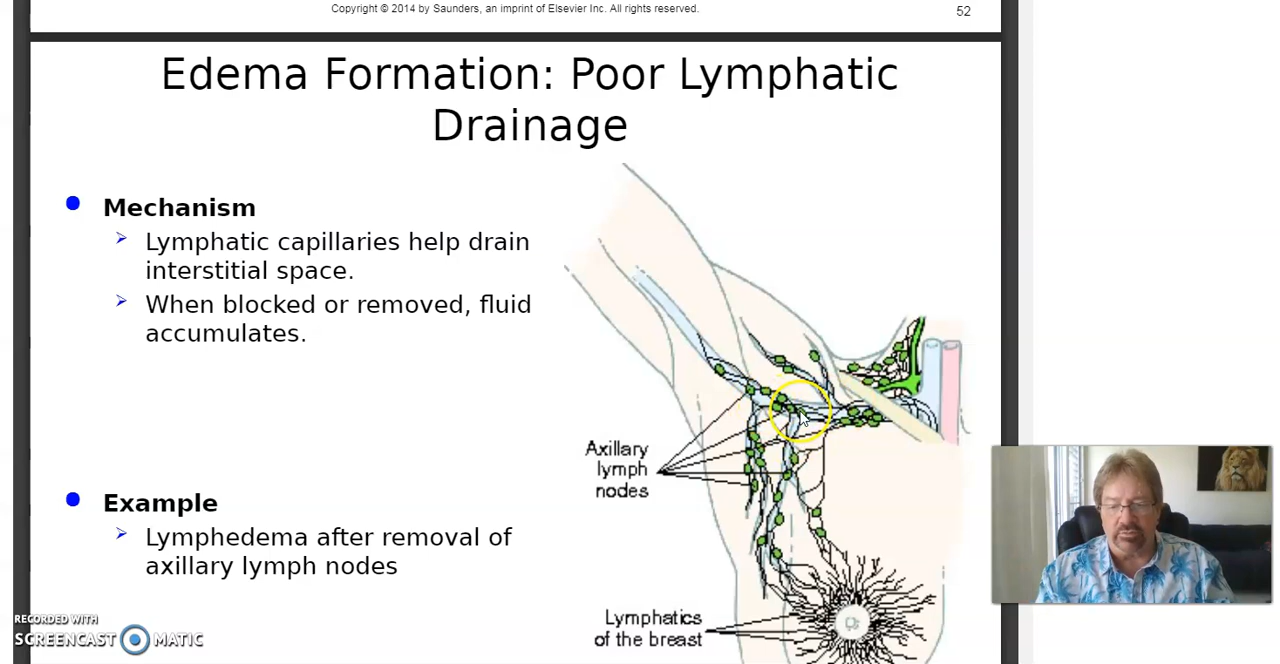 Copyright © 2014 by Saunders, an imprint of Elsevier Inc. All rights reserved.
52
Edema Formation: Poor Lymphatic
Drainage
Mechanism
Lymphatic capillaries help drain
interstitial space.
When blocked or removed, fluid
accumulates.
Axillary
lymph
nodes
Example
Lymphedema after removal of
axillary lymph nodes
Lymphatics
of the breast
RECORDED WITH
SCREENCAST MATIC